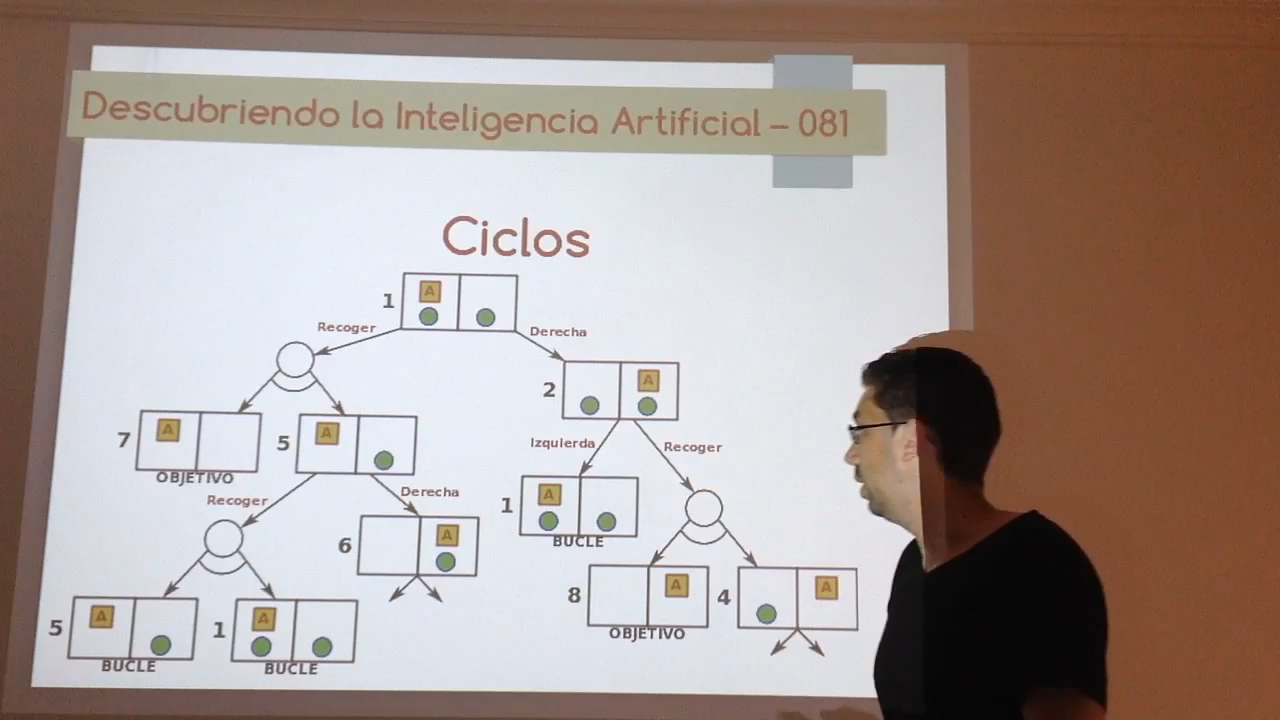 Descubriendo la Inteligencia Artificial – 081
Ciclos
1
A
Recoger
Derecha
2
A
7
A
OBJETIVO
5
A
Izquierda
Recoger
Recoger
Derecha
1
A
BUCLE
6
A
8
A
OBJETIVO
4
A
5
A
BUCLE
1
A
BUCLE